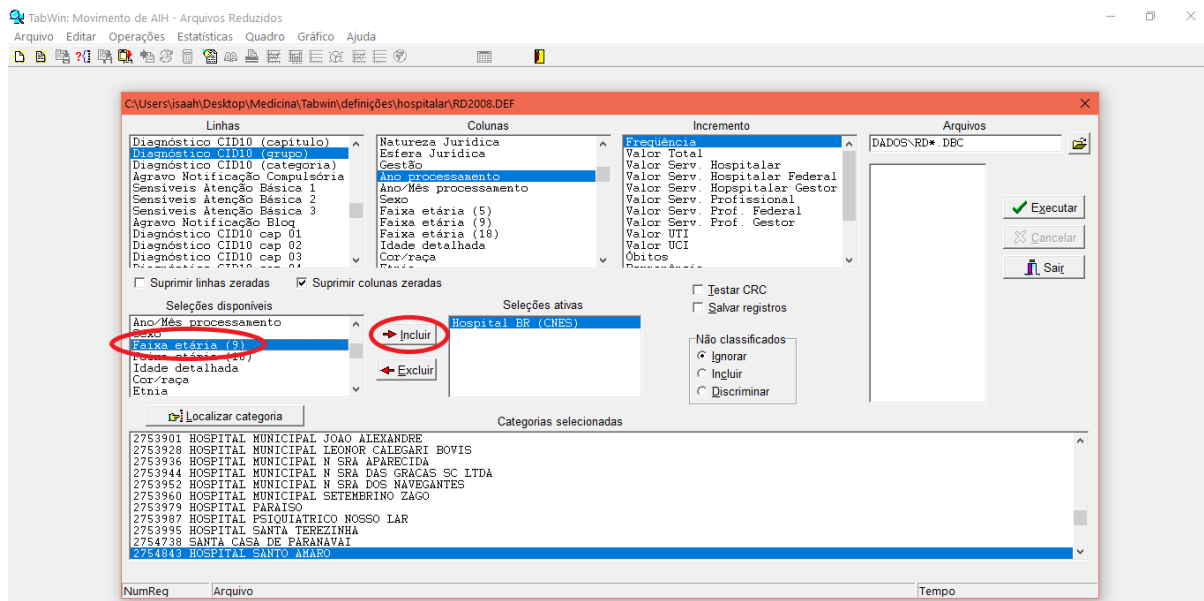 TabWin: Movimento de AIH - Arquivos Reduzidos
Arquivo Editar Operações Estatísticas Quadro Gráfico Ajuda
C:\Users\isaah\Desktop\Medicina\Tabwin\definições\hospitalar\RD2008.DEF
Linhas
Diagnóstico CID10 (capítulo)
Diagnóstico CID10 (grupo)
Diagnóstico CID10 (categoria)
Agravo Notificação Compulsória
Sensíveis Atenção Básica 1
Sensíveis Atenção Básica 2
Sensíveis Atenção Básica 3
Agravo Notificação Bloq
Diagnóstico CID10 cap 01
Diagnóstico CID10 cap 02
Diagnóstico CID10 cap 03
Diagnóstico CID10 cap 04
Colunas
Natureza Jurídica
Esfera Jurídica
Gestão
Ano processamento
Ano/Mês processamento
Sexo
Faixa etária (5)
Faixa etária (9)
Faixa etária (18)
Idade detalhada
Cor/raça
Etnia
Incremento
Freqüência
Valor Total
Valor Serv. Hospitalar
Valor Serv. Hospitalar Federal
Valor Serv. Hopspitalar Gestor
Valor Serv. Profissional
Valor Serv. Prof. Federal
Valor Serv. Prof. Gestor
Valor UTI
Valor UCI
Óbitos
Arquivos
DADOS\RD*.DBC
Executar
Cancelar
Sair
Suprimir linhas zeradas
Suprimir colunas zeradas
Testar CRC
Salvar registros
Seleções disponíveis
Ano/Mês processamento
Sexo
Faixa etária (9)
Faixa etária (18)
Idade detalhada
Cor/raça
Etnia
Incluir
Excluir
Seleções ativas
Hospital BR (CNES)
Não classificados
Ignorar
Incluir
Discriminar
Localizar categoria
Categorias selecionadas
2753901 HOSPITAL MUNICIPAL JOAO ALEXANDRE
2753928 HOSPITAL MUNICIPAL LEONOR CALEGARI BOVIS
2753936 HOSPITAL MUNICIPAL N SRA APARECIDA
2753944 HOSPITAL MUNICIPAL N SRA DAS GRACAS SC LTDA
2753952 HOSPITAL MUNICIPAL N SRA DOS NAVEGANTES
2753960 HOSPITAL MUNICIPAL SETEMBRINO ZAGO
2753979 HOSPITAL PARAISO
2753987 HOSPITAL PSIQUIATRICO NOSSO LAR
2753995 HOSPITAL SANTA TEREZINHA
2754738 SANTA CASA DE PARANAVAI
2754843 HOSPITAL SANTO AMARO
NumReg Arquivo Tempo